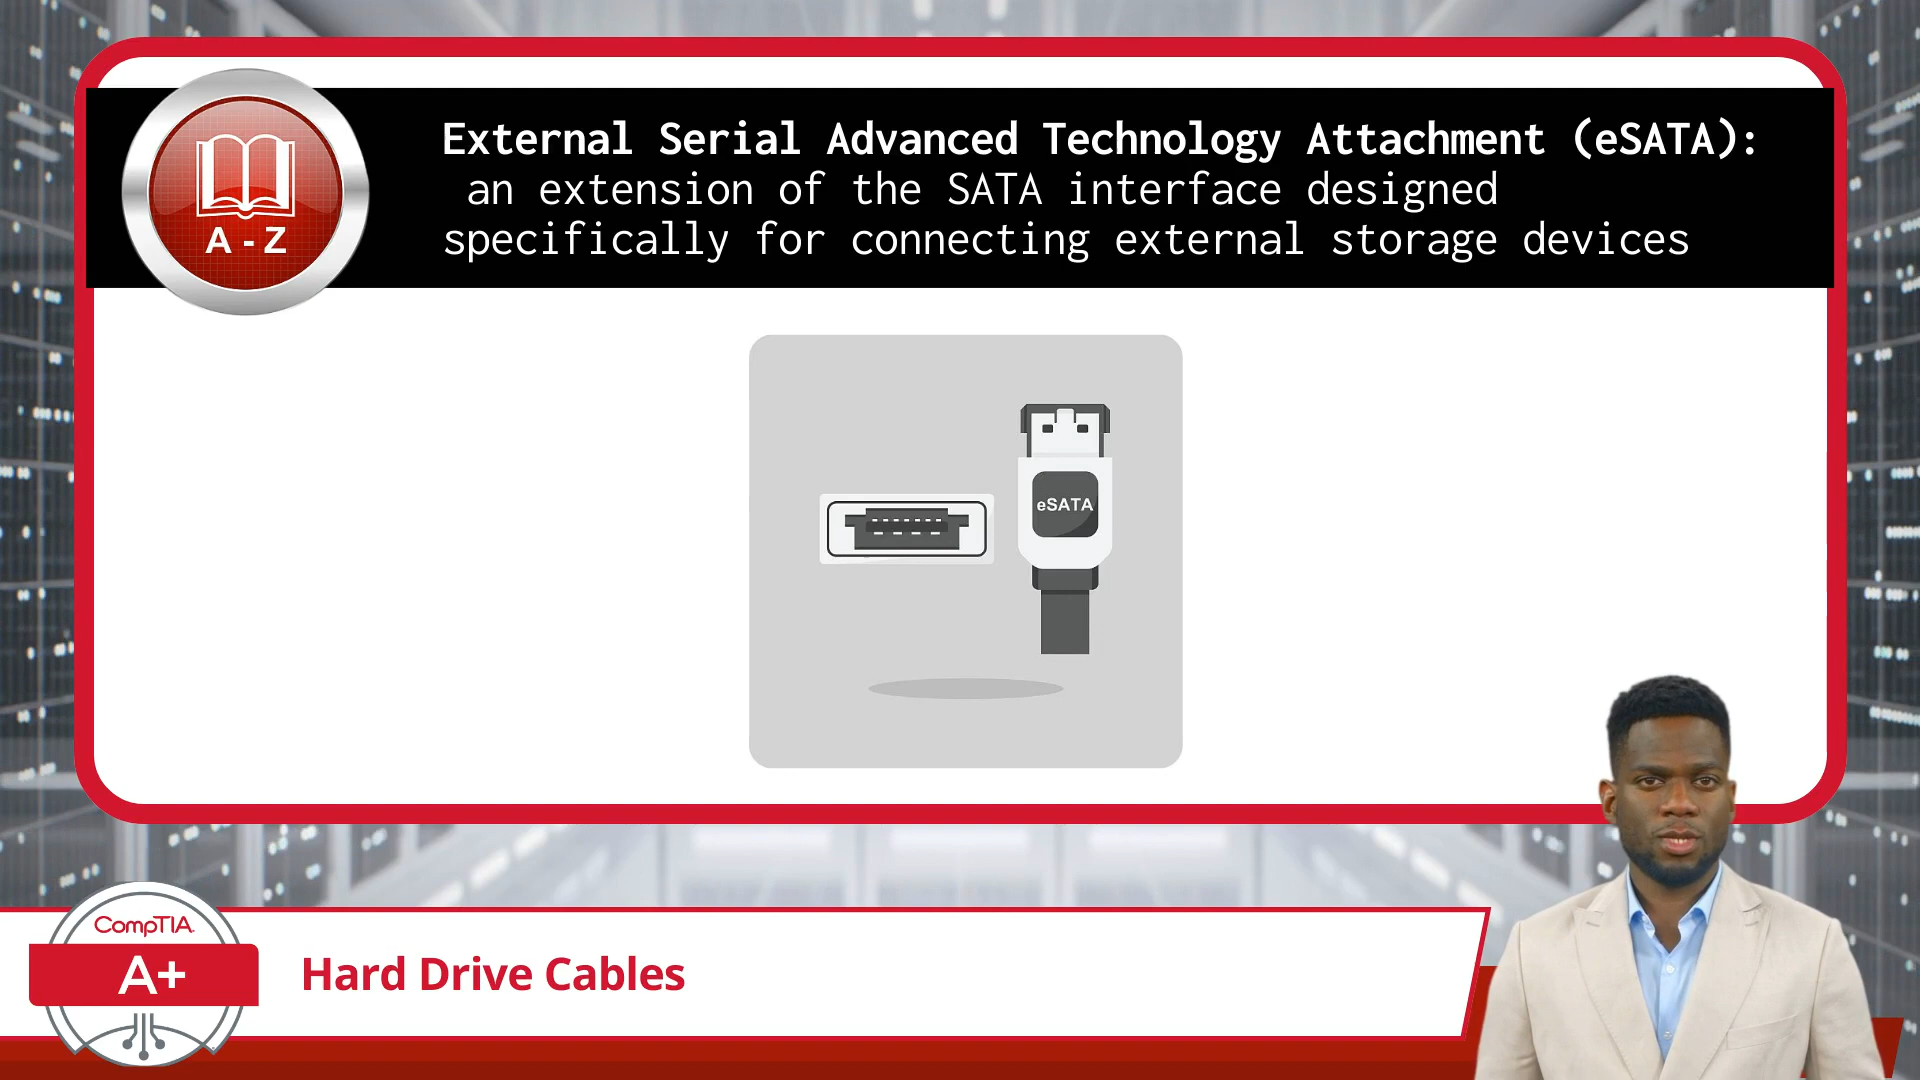 External Serial Advanced Technology Attachment (eSATA):
an extension of the SATA interface designed
specifically for connecting external storage devices
A - Z
eSATA
CompTIA.
A+
Hard Drive Cables